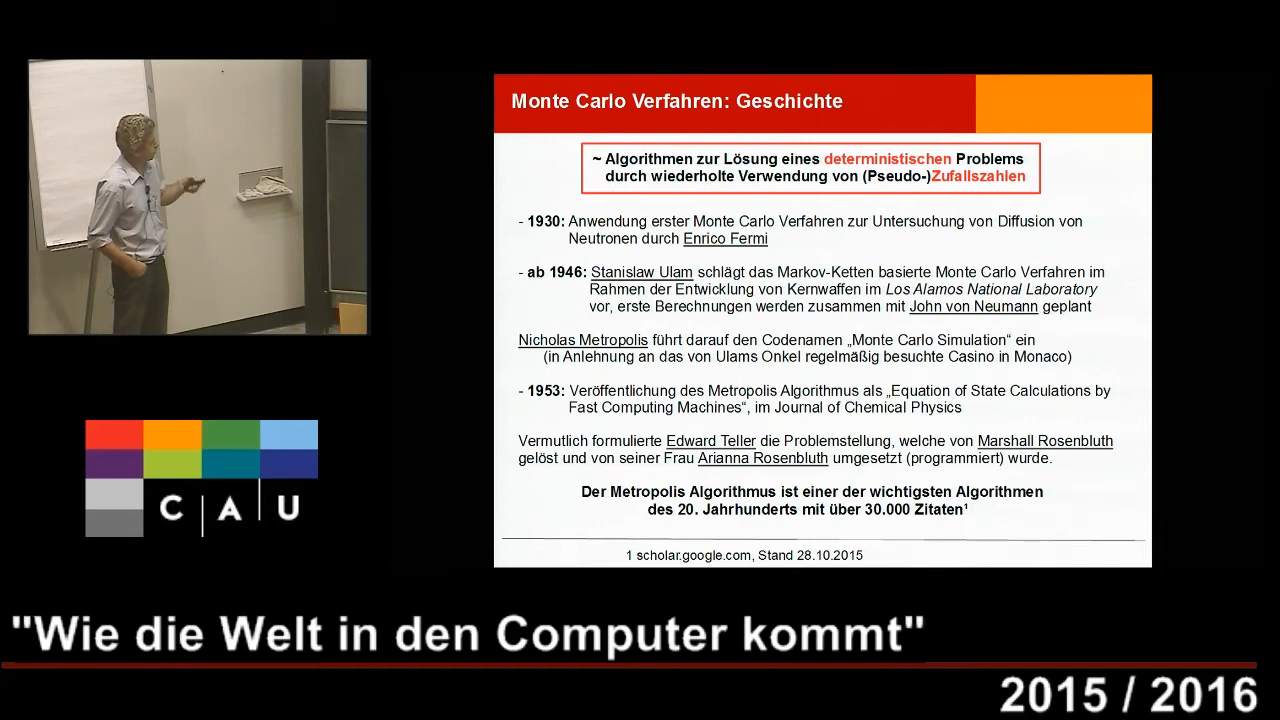 Monte Carlo Verfahren: Geschichte
~ Algorithmen zur Lösung eines deterministischen Problems
durch wiederholte Verwendung von (Pseudo-)Zufallszahlen
- 1930: Anwendung erster Monte Carlo Verfahren zur Untersuchung von Diffusion von
Neutronen durch Enrico Fermi
- ab 1946: Stanislaw Ulam schlägt das Markov-Ketten basierte Monte Carlo Verfahren im
Rahmen der Entwicklung von Kernwaffen im Los Alamos National Laboratory
vor, erste Berechnungen werden zusammen mit John von Neumann geplant
Nicholas Metropolis führt darauf den Codenamen „Monte Carlo Simulation“ ein
(in Anlehnung an das von Ulams Onkel regelmäßig besuchte Casino in Monaco)
- 1953: Veröffentlichung des Metropolis Algorithmus als „Equation of State Calculations by
Fast Computing Machines“, im Journal of Chemical Physics
Vermutlich formulierte Edward Teller die Problemstellung, welche von Marshall Rosenbluth
gelöst und von seiner Frau Arianna Rosenbluth umgesetzt (programmiert) wurde.
Der Metropolis Algorithmus ist einer der wichtigsten Algorithmen
des 20. Jahrhunderts mit über 30.000 Zitaten¹
1 scholar.google.com, Stand 28.10.2015
C A U
"Wie die Welt in den Computer kommt"
2015 / 2016